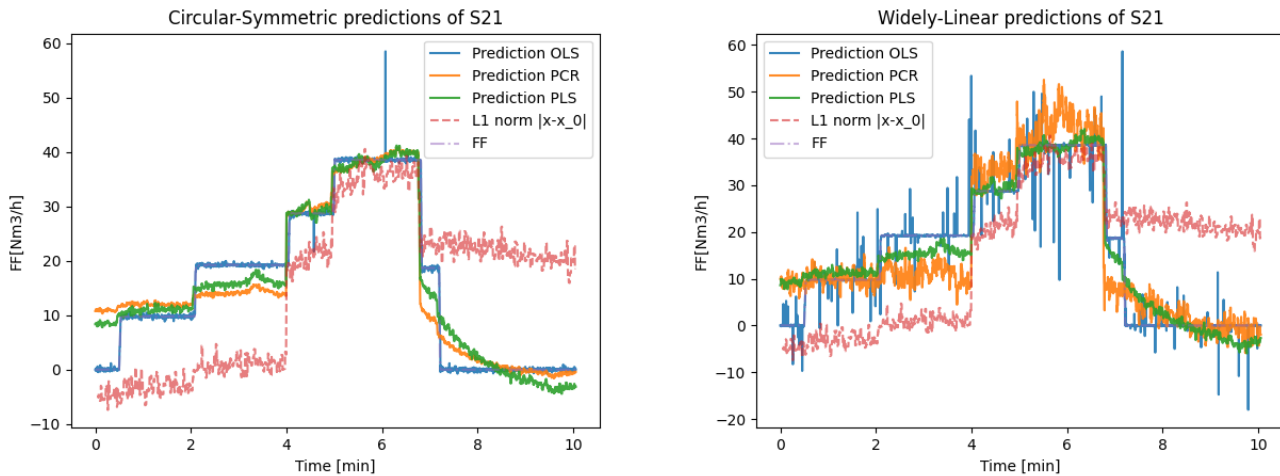 Circular-Symmetric predictions of S21
FF[Nm3/h]
60
50
40
30
20
10
0
−10
Prediction OLS
Prediction PCR
Prediction PLS
L1 norm |x-x_0|
FF
0 2 4 6 8 10
Time [min]
Widely-Linear predictions of S21
FF[Nm3/h]
60
50
40
30
20
10
0
−10
−20
Prediction OLS
Prediction PCR
Prediction PLS
L1 norm |x-x_0|
FF
0 2 4 6 8 10
Time [min]